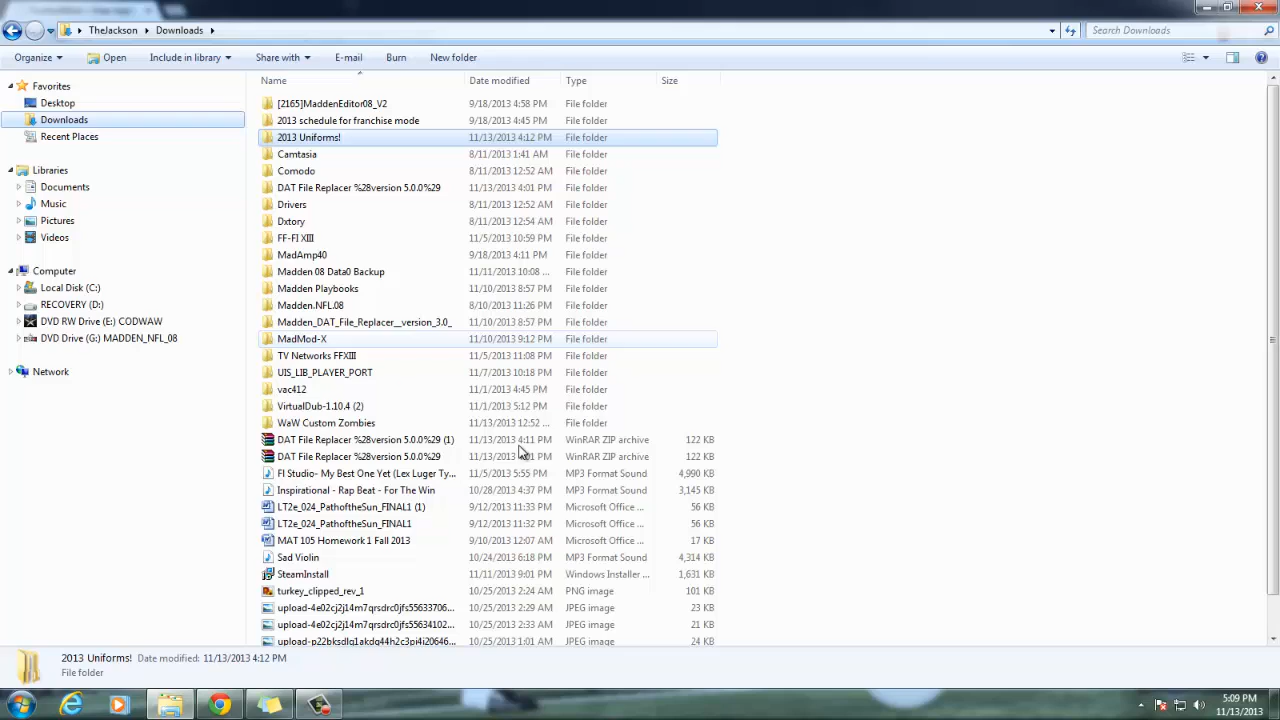 TheJackson Downloads
Search Downloads
Organize Open Include in library Share with E-mail Burn New folder
Name Date modified Type Size
Favorites
Desktop
Downloads
Recent Places
Libraries
Documents
Music
Pictures
Videos
Computer
Local Disk (C:)
RECOVERY (D:)
DVD RW Drive (E:) CODWAW
DVD Drive (G:) MADDEN_NFL_08
Network
[2165]MaddenEditor08_V2 9/18/2013 4:58 PM File folder
2013 schedule for franchise mode 9/18/2013 4:45 PM File folder
2013 Uniforms! 11/13/2013 4:12 PM File folder
Camtasia 8/11/2013 1:41 AM File folder
Comodo 8/11/2013 12:52 AM File folder
DAT File Replacer %28version 5.0.0%29 11/13/2013 4:01 PM File folder
Drivers 8/11/2013 12:52 AM File folder
Dxtory 8/11/2013 12:54 AM File folder
FF-FI XIII 11/5/2013 10:59 PM File folder
MadAmp40 9/18/2013 4:11 PM File folder
Madden 08 Data0 Backup 11/11/2013 10:08 ... File folder
Madden Playbooks 11/10/2013 8:57 PM File folder
Madden.NFL.08 8/10/2013 11:26 PM File folder
Madden_DAT_File_Replacer__version_3.0_ 11/10/2013 8:57 PM File folder
MadMod-X 11/10/2013 9:12 PM File folder
TV Networks FFXIII 11/5/2013 11:08 PM File folder
UIS_LIB_PLAYER_PORT 11/7/2013 10:18 PM File folder
vac412 11/1/2013 4:45 PM File folder
VirtualDub-1.10.4 (2) 11/1/2013 5:12 PM File folder
WaW Custom Zombies 11/13/2013 12:52 ... File folder
DAT File Replacer %28version 5.0.0%29 (1) 11/13/2013 4:11 PM WinRAR ZIP archive 122 KB
DAT File Replacer %28version 5.0.0%29 11/13/2013 PM WinRAR ZIP archive 122 KB
Fl Studio- My Best One Yet (Lex Luger Ty... 11/5/2013 5:55 PM MP3 Format Sound 4,990 KB
Inspirational - Rap Beat - For The Win 10/28/2013 4:37 PM MP3 Format Sound 3,145 KB
LT2e_024_PathoftheSun_FINAL1 (1) 9/12/2013 11:33 PM Microsoft Office ... 56 KB
LT2e_024_PathoftheSun_FINAL1 9/12/2013 11:32 PM Microsoft Office ... 56 KB
MAT 105 Homework 1 Fall 2013 9/10/2013 12:07 AM Microsoft Office ... 56 KB
Sad Violin 10/24/2013 6:18 PM MP3 Format Sound 4,314 KB
SteamInstall 11/11/2013 9:01 PM Windows Installer ... 1,631 KB
turkey_clipped_rev_1 10/25/2013 2:24 AM PNG image 101 KB
upload-4e02cj2j14m7qrsdrc0jfs55633706... 10/25/2013 2:29 AM JPEG image 23 KB
upload-4e02cj2j14m7qrsdrc0jfs55634102... 10/25/2013 2:33 AM JPEG image 21 KB
upload-p22bksdlg1akdq44h2c3pi4i20646... 10/25/2013 1:01 AM JPEG image 24 KB
2013 Uniforms! Date modified: 11/13/2013 4:12 PM
File folder
5:09 PM
11/13/2013